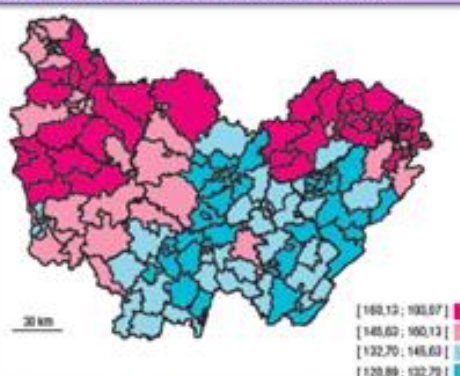 30 km
[ 160,13 ; 193,07 ]
[ 145,63 ; 160,13 ]
[ 132,70 ; 145,63 ]
[ 120,89 ; 132,70 ]